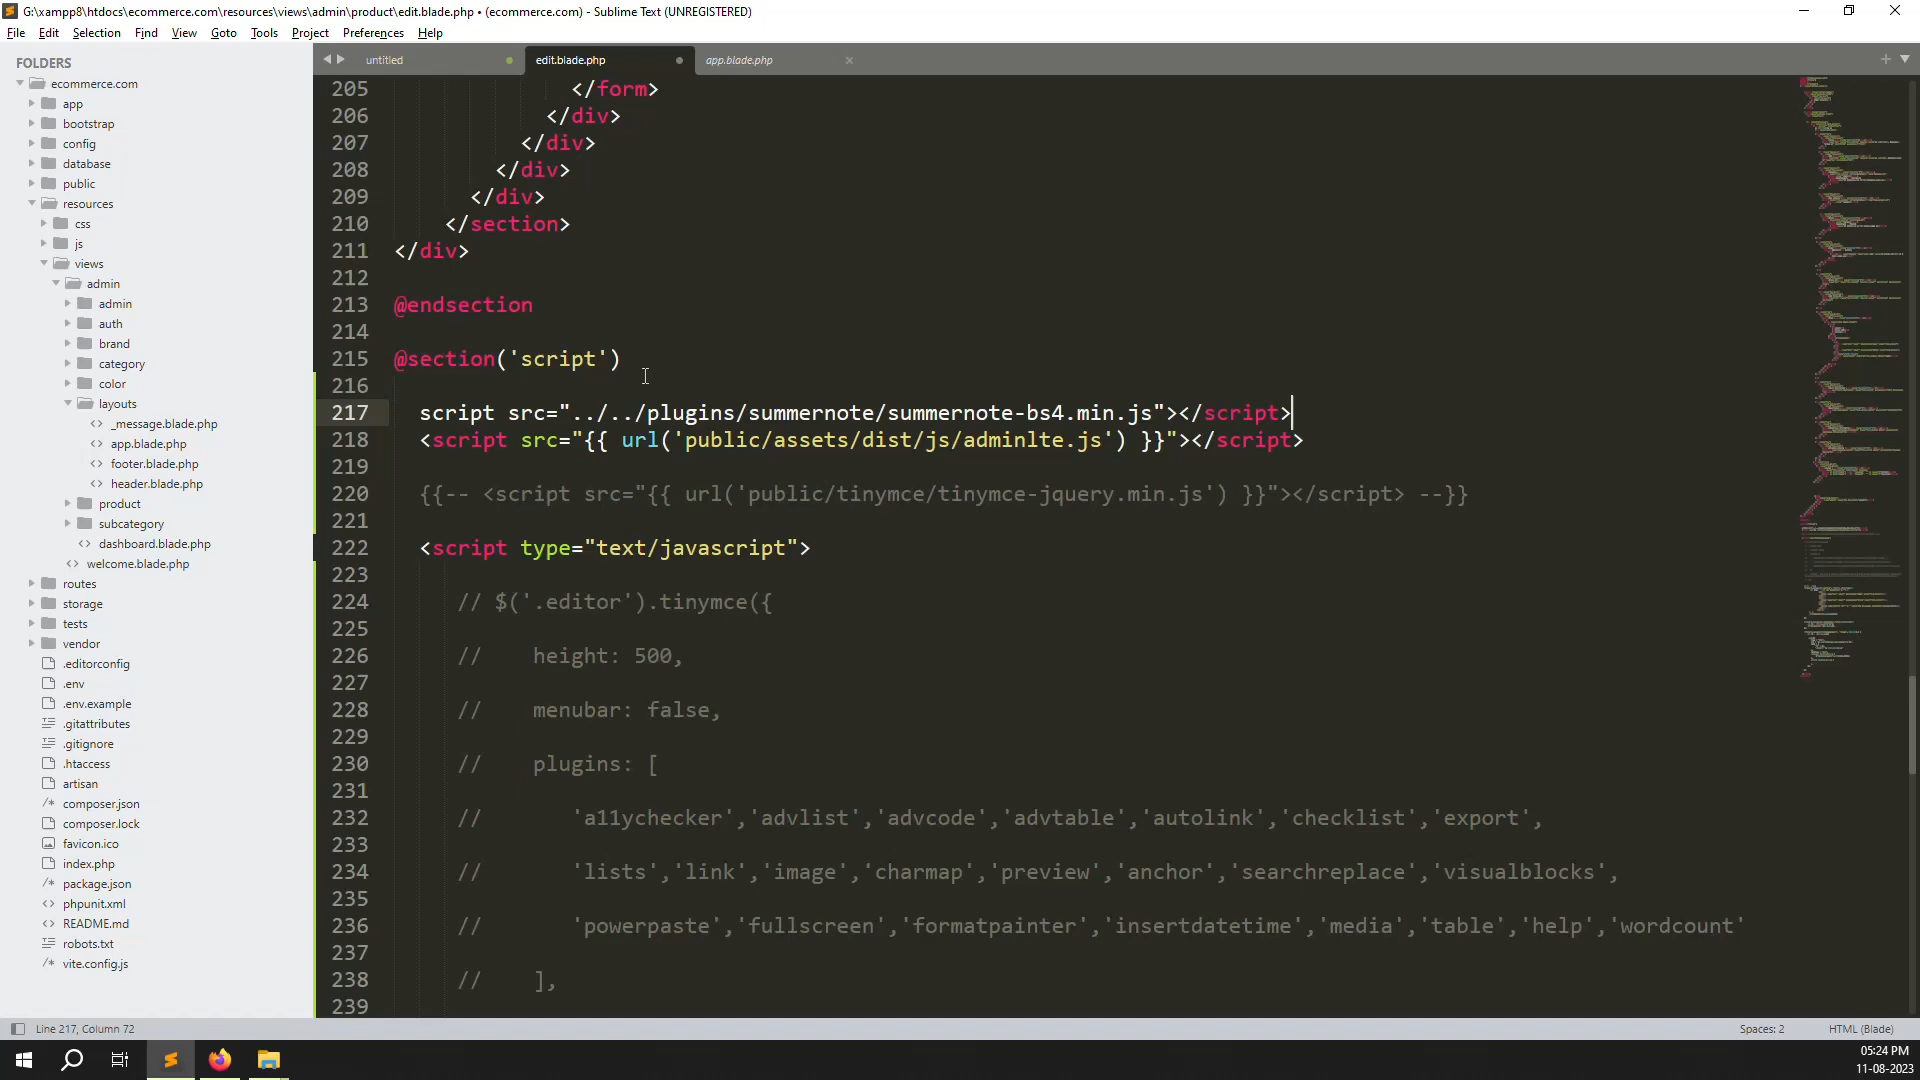 G:\xampp8\htdocs\ecommerce.com\resources\views\admin\product\edit.blade.php • (ecommerce.com) - Sublime Text (UNREGISTERED)
File Edit Selection Find View Goto Tools Project Preferences Help
FOLDERS
ecommerce.com
app
bootstrap
config
database
public
resources
css
js
views
admin
admin
auth
brand
category
color
layouts
_message.blade.php
app.blade.php
footer.blade.php
header.blade.php
product
subcategory
dashboard.blade.php
welcome.blade.php
routes
storage
tests
vendor
.editorconfig
.env
.env.example
.gitattributes
.gitignore
.htaccess
artisan
composer.json
composer.lock
favicon.ico
index.php
package.json
phpunit.xml
README.md
robots.txt
vite.config.js
untitled edit.blade.php app.blade.php
205 </form>
206 </div>
207 </div>
208 </div>
209 </div>
210 </section>
211 </div>
212
213 @endsection
214
215 @section('script')
216
217 script src="../../plugins/summernote/summernote-bs4.min.js"></script>
218 <script src="{{ url('public/assets/dist/js/adminlte.js') }}"></script>
219
220 {{-- <script src="{{ url('public/tinymce/tinymce-jquery.min.js') }}"></script> --}}
221
222 <script type="text/javascript">
223
224 // $('.editor').tinymce({
225
226 // height: 500,
227
228 // menubar: false,
229
230 // plugins: [
231
232 // 'a11ychecker','advlist','advcode','advtable','autolink','checklist','export',
233
234 // 'lists','link','image','charmap','preview','anchor','searchreplace','visualblocks',
235
236 // 'powerpaste','fullscreen','formatpainter','insertdatetime','media','table','help','wordcount'
237
238 // ],
239
Line 217, Column 72 Spaces: 2 HTML (Blade)
05:24 PM
11-08-2023